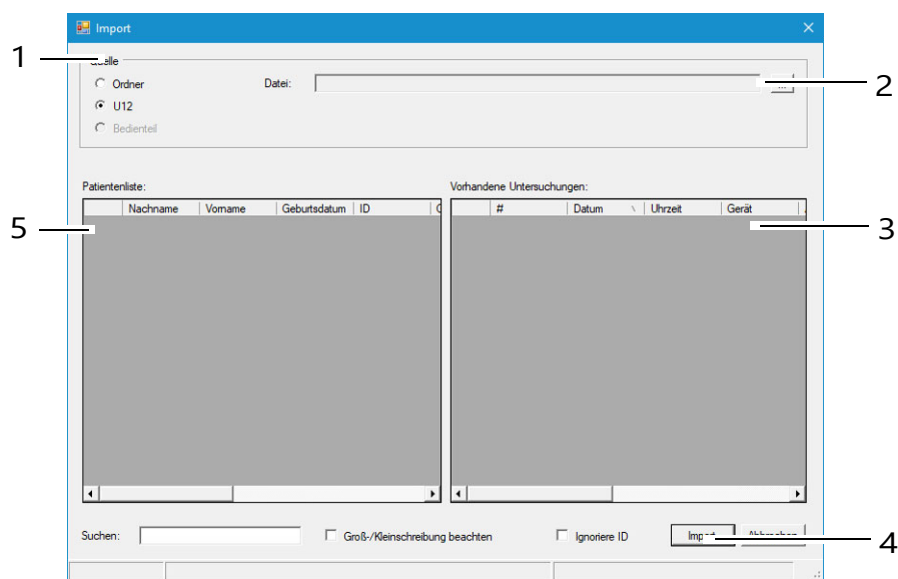 Import
1
Quelle
Ordner
Datei:
...
2
U12
Bedienteil
Patientenliste:
Vorhandene Untersuchungen:
Nachname Vorname Geburtsdatum ID
# Datum Uhrzeit Gerät
5
3
Suchen:
Groß-/Kleinschreibung beachten
Ignoriere ID
Import
Abbrechen
4